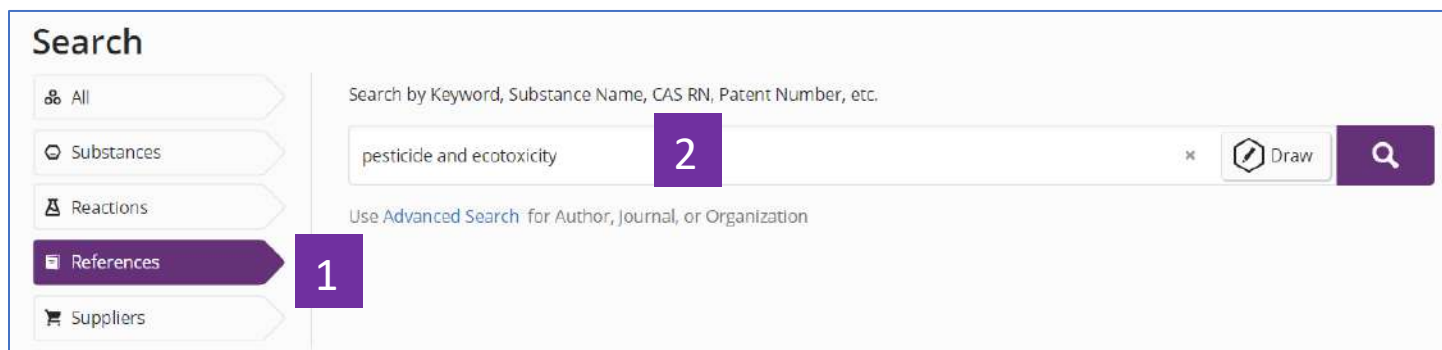 Search
All
Search by Keyword, Substance Name, CAS RN, Patent Number, etc.
Substances
pesticide and ecotoxicity
2
× Draw
Reactions
Use Advanced Search for Author, Journal, or Organization
References
1
Suppliers